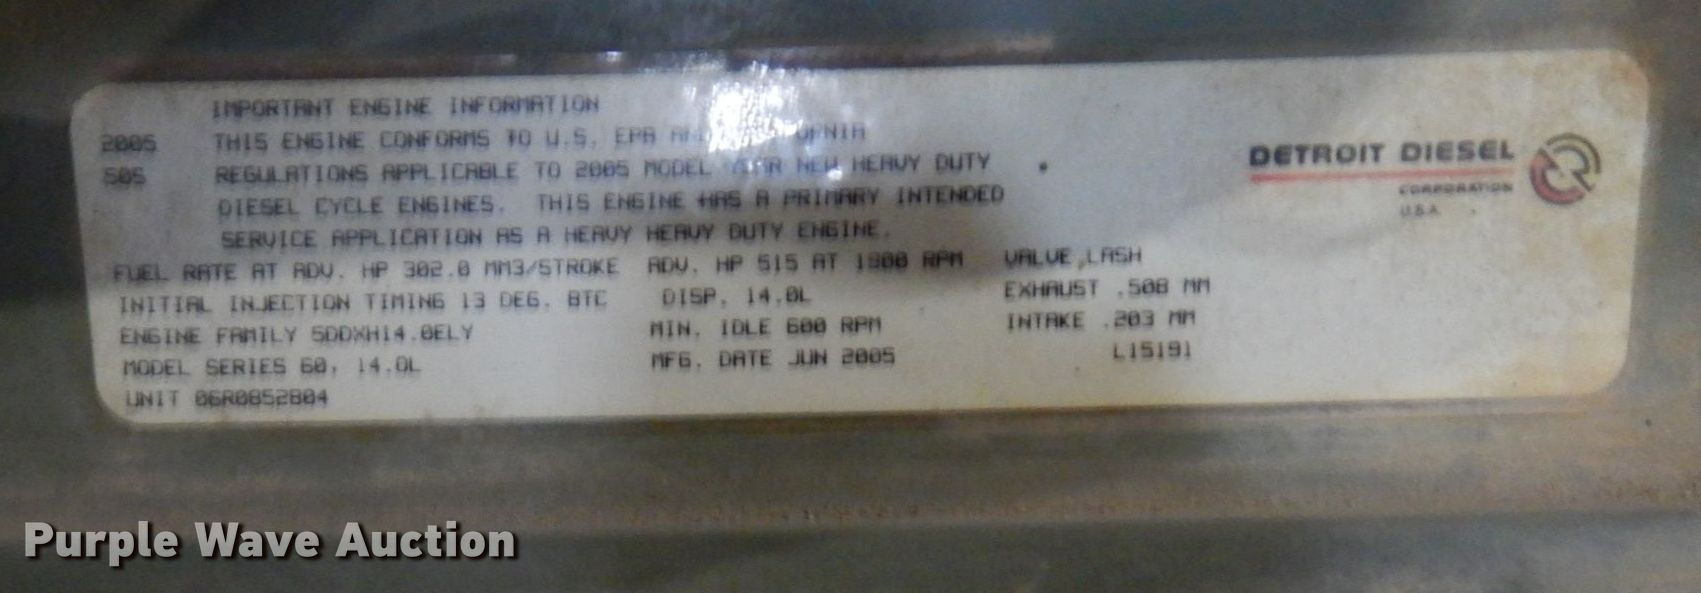 IMPORTANT ENGINE INFORMATION
2005 THIS ENGINE CONFORMS TO U.S. EPA AND
505 REGULATIONS APPLICABLE TO 2005 MODEL YEAR NEW HEAVY DUTY
DIESEL CYCLE ENGINES. THIS ENGINE HAS A PRIMARY INTENDED
SERVICE APPLICATION AS A HEAVY HEAVY DUTY ENGINE.
DETROIT DIESEL
CORPORATION
U.S.A.
FUEL RATE AT ADV. HP 302.0 MM3/STROKE ADV. HP 515 AT 1800 RPM VALVE LASH
INITIAL INJECTION TIMING 13 DEG. BTC DISP. 14.0L EXHAUST .508 MM
ENGINE FAMILY 5DDXH14.0ELY MIN. IDLE 600 RPM INTAKE .203 MM
MODEL SERIES 60, 14.0L MFG. DATE JUN 2005 L15191
UNIT 06R0852804
Purple Wave Auction